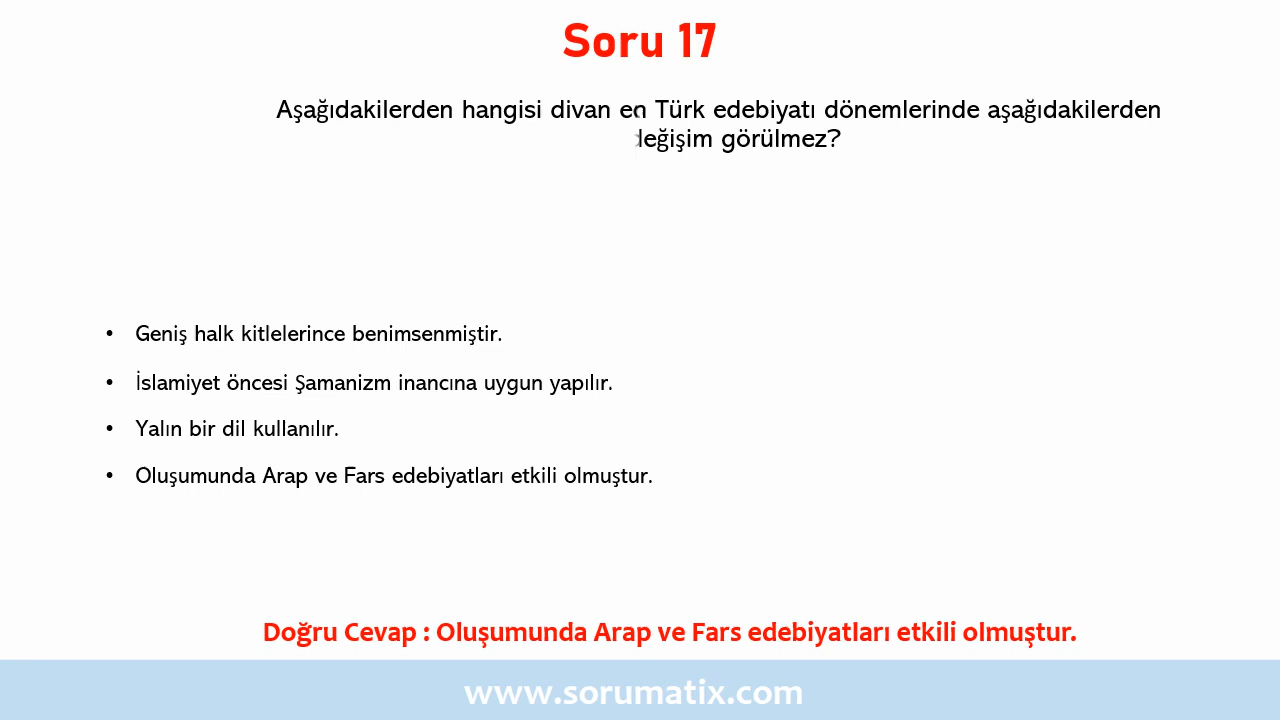 Soru 17
Aşağıdakilerden hangisi divan en Türk edebiyatı dönemlerinde aşağıdakilerden
değişim görülmez?
• Geniş halk kitlelerince benimsenmiştir.
• İslamiyet öncesi Şamanizm inancına uygun yapılır.
• Yalın bir dil kullanılır.
• Oluşumunda Arap ve Fars edebiyatları etkili olmuştur.
Doğru Cevap : Oluşumunda Arap ve Fars edebiyatları etkili olmuştur.
www.sorumatix.com